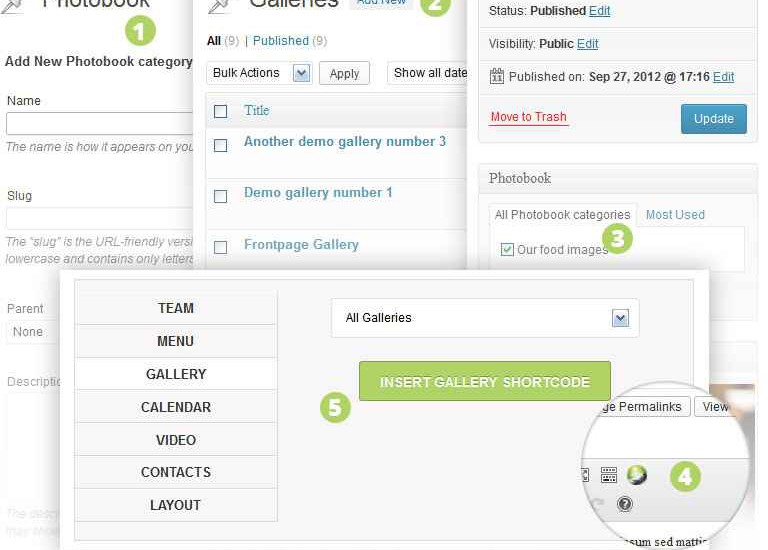 Photobook
1
Add New Photobook category
Name
The name is how it appears on you
Slug
The “slug” is the URL-friendly versi
lowercase and contains only letters
Parent
None
Descriptio
The descr
Galleries
Add New
2
All (9) | Published (9)
Bulk Actions
Apply
Show all date
Title
Another demo gallery number 3
Demo gallery number 1
Frontpage Gallery
Status: Published Edit
Visibility: Public Edit
Published on: Sep 27, 2012 @ 17:16 Edit
Move to Trash
Update
Photobook
All Photobook categories
Most Used
3
Our food images
TEAM
MENU
GALLERY
CALENDAR
VIDEO
CONTACTS
LAYOUT
All Galleries
INSERT GALLERY SHORTCODE
5
ge Permalinks
View
4
sum sed mattis